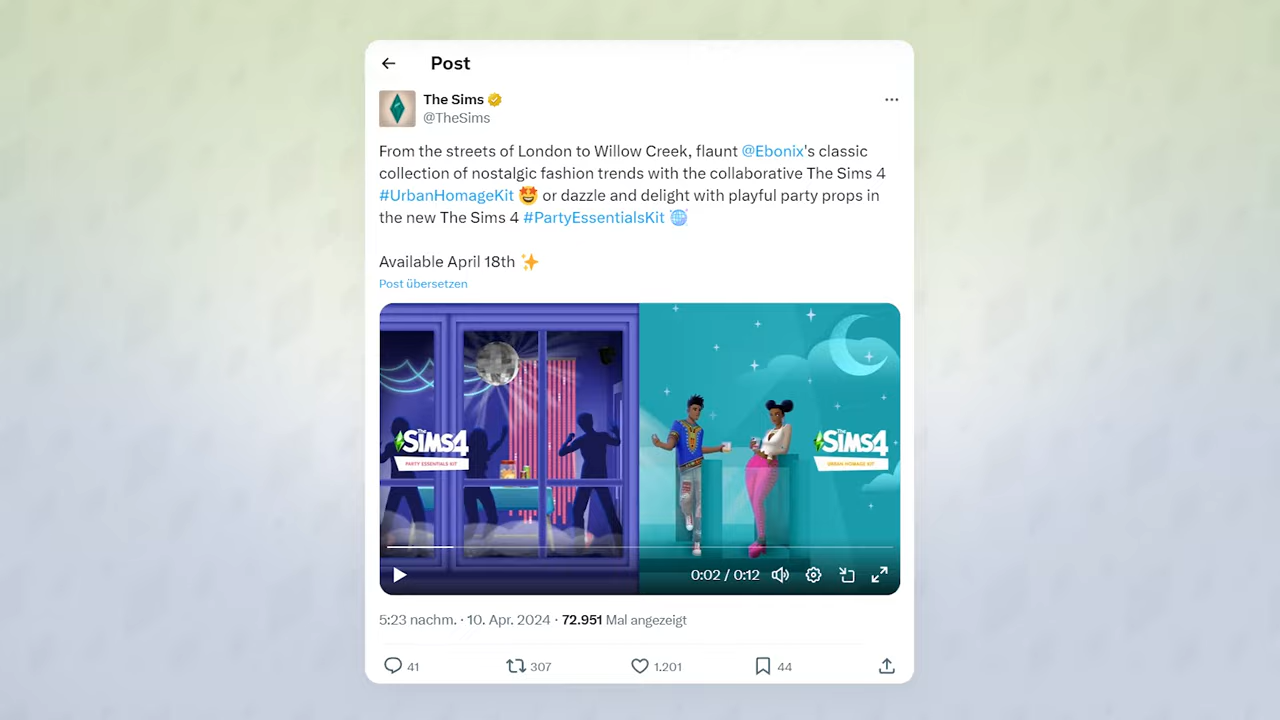 Post
The Sims
@TheSims
From the streets of London to Willow Creek, flaunt @Ebonix's classic
collection of nostalgic fashion trends with the collaborative The Sims 4
#UrbanHomageKit 🤩 or dazzle and delight with playful party props in
the new The Sims 4 #PartyEssentialsKit 🪩
Available April 18th ✨
Post übersetzen
THE SIMS 4
PARTY ESSENTIALS KIT
THE SIMS 4
URBAN HOMAGE KIT
0:02 / 0:12
5:23 nachm. · 10. Apr. 2024 · 72.951 Mal angezeigt
41 307 1.201 44